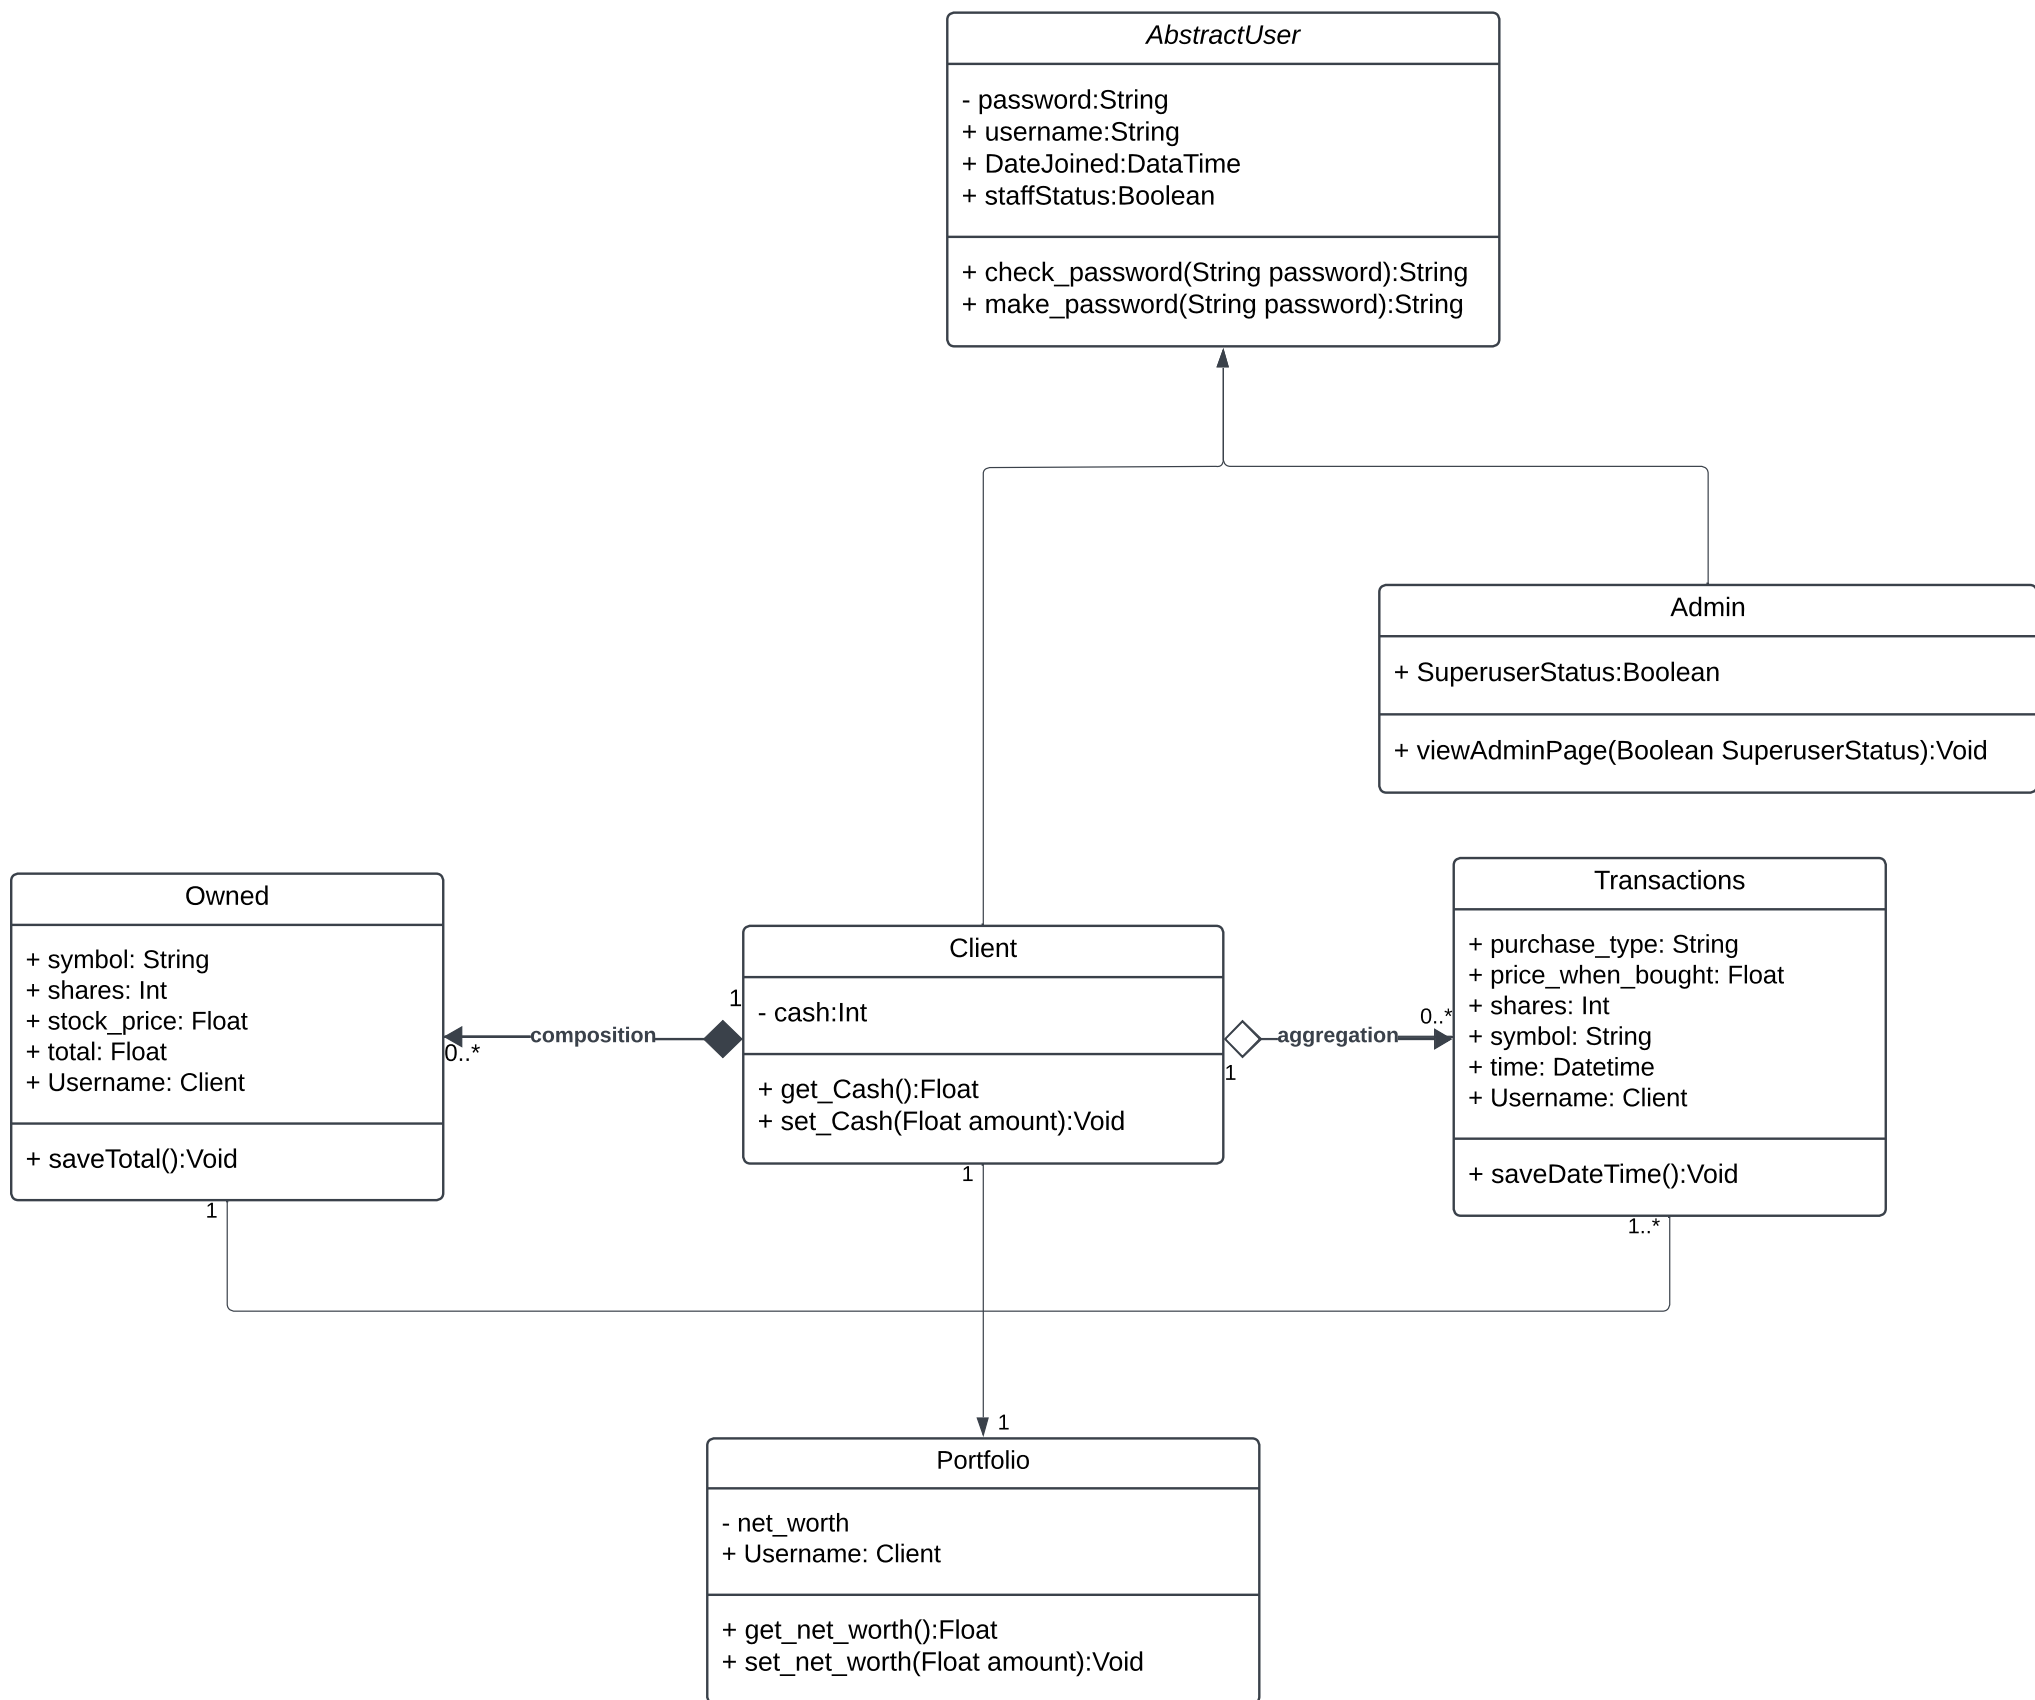 AbstractUser
- password:String
+ username:String
+ DateJoined:DataTime
+ staffStatus:Boolean
+ check_password(String password):String
+ make_password(String password):String
Admin
+ SuperuserStatus:Boolean
+ viewAdminPage(Boolean SuperuserStatus):Void
Owned
+ symbol: String
+ shares: Int
+ stock_price: Float
+ total: Float
+ Username: Client
+ saveTotal():Void
1
0..*
composition
1
Client
- cash:Int
+ get_Cash():Float
+ set_Cash(Float amount):Void
1
1
aggregation
0..*
Transactions
+ purchase_type: String
+ price_when_bought: Float
+ shares: Int
+ symbol: String
+ time: Datetime
+ Username: Client
+ saveDateTime():Void
1..*
1
Portfolio
- net_worth
+ Username: Client
+ get_net_worth():Float
+ set_net_worth(Float amount):Void